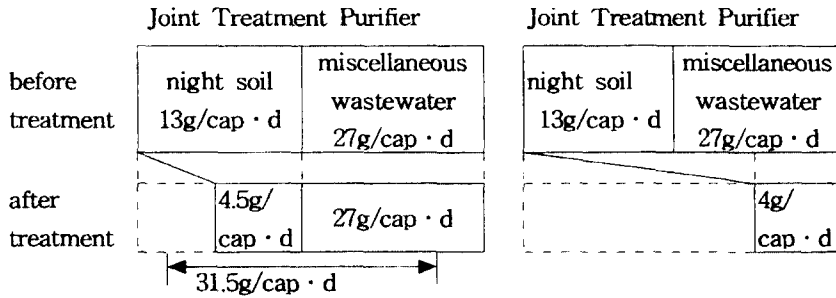 Joint Treatment Purifier
Joint Treatment Purifier
before
treatment
night soil
13g/cap · d
miscellaneous
wastewater
27g/cap · d
night soil
13g/cap · d
miscellaneous
wastewater
27g/cap · d
after
treatment
4.5g/
cap · d
27g/cap · d
4g/
cap · d
31.5g/cap · d